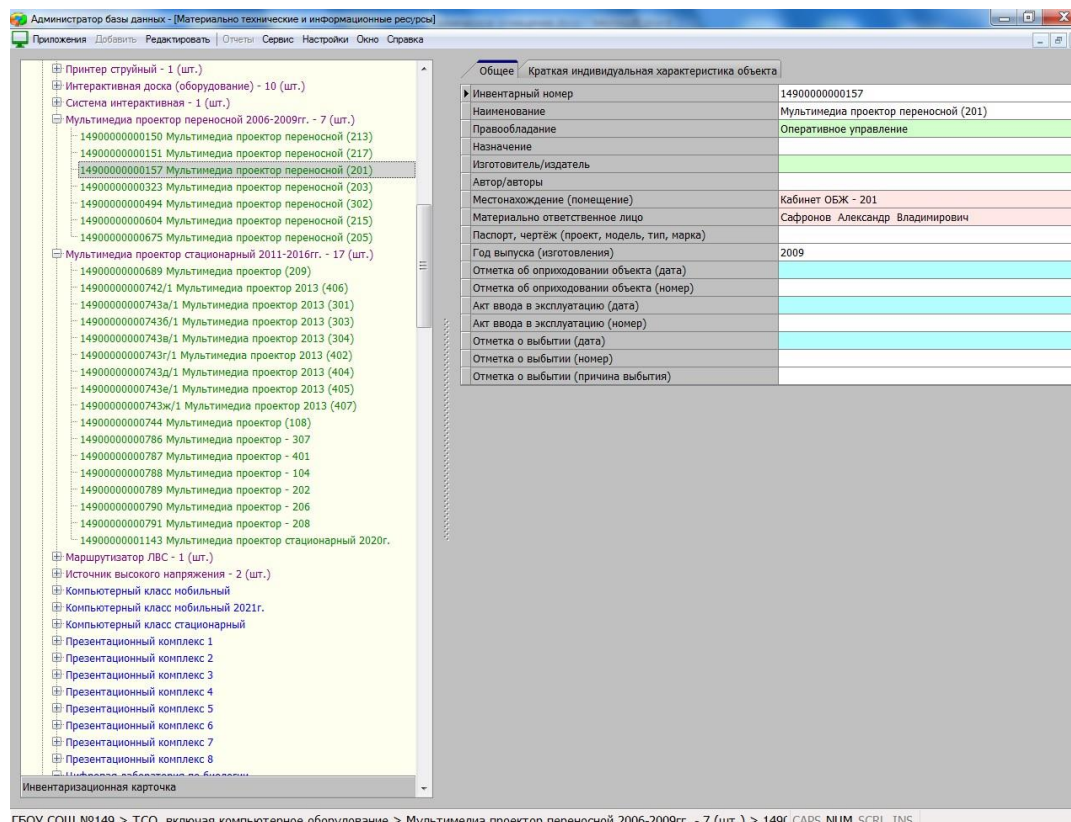 Администратор базы данных - [Материально технические и информационные ресурсы]
Приложения Добавить Редактировать Отчеты Сервис Настройки Окно Справка
Принтер струйный - 1 (шт.)
Интерактивная доска (оборудование) - 10 (шт.)
Система интерактивная - 1 (шт.)
Мультимедиа проектор переносной 2006-2009гг. - 7 (шт.)
14900000000150 Мультимедиа проектор переносной (213)
14900000000151 Мультимедиа проектор переносной (217)
14900000000157 Мультимедиа проектор переносной (201)
14900000000323 Мультимедиа проектор переносной (203)
14900000000494 Мультимедиа проектор переносной (302)
14900000000604 Мультимедиа проектор переносной (215)
14900000000675 Мультимедиа проектор переносной (205)
Мультимедиа проектор стационарный 2011-2016гг. - 17 (шт.)
14900000000689 Мультимедиа проектор (209)
14900000000742/1 Мультимедиа проектор 2013 (406)
14900000000743а/1 Мультимедиа проектор 2013 (301)
14900000000743б/1 Мультимедиа проектор 2013 (303)
14900000000743в/1 Мультимедиа проектор 2013 (304)
14900000000743г/1 Мультимедиа проектор 2013 (402)
14900000000743д/1 Мультимедиа проектор 2013 (404)
14900000000743е/1 Мультимедиа проектор 2013 (405)
14900000000743ж/1 Мультимедиа проектор 2013 (407)
14900000000744 Мультимедиа проектор (108)
14900000000786 Мультимедиа проектор - 307
14900000000787 Мультимедиа проектор - 401
14900000000788 Мультимедиа проектор - 104
14900000000789 Мультимедиа проектор - 202
14900000000790 Мультимедиа проектор - 206
14900000000791 Мультимедиа проектор - 208
14900000001143 Мультимедиа проектор стационарный 2020г.
Маршрутизатор ЛВС - 1 (шт.)
Источник высокого напряжения - 2 (шт.)
Компьютерный класс мобильный
Компьютерный класс мобильный 2021г.
Компьютерный класс стационарный
Презентационный комплекс 1
Презентационный комплекс 2
Презентационный комплекс 3
Презентационный комплекс 4
Презентационный комплекс 5
Презентационный комплекс 6
Презентационный комплекс 7
Презентационный комплекс 8
Цифровая лаборатория по биологии
Инвентаризационная карточка
Общее Краткая индивидуальная характеристика объекта
Инвентарный номер 14900000000157
Наименование Мультимедиа проектор переносной (201)
Правообладание Оперативное управление
Назначение
Изготовитель/издатель
Автор/авторы
Местонахождение (помещение) Кабинет ОБЖ - 201
Материально ответственное лицо Сафронов Александр Владимирович
Паспорт, чертёж (проект, модель, тип, марка)
Год выпуска (изготовления) 2009
Отметка об оприходовании объекта (дата)
Отметка об оприходовании объекта (номер)
Акт ввода в эксплуатацию (дата)
Акт ввода в эксплуатацию (номер)
Отметка о выбытии (дата)
Отметка о выбытии (номер)
Отметка о выбытии (причина выбытия)
ГБОУ СОШ №149 > ТСО, включая компьютерное оборудование > Мультимедиа проектор переносной 2006-2009гг. - 7 (шт.) > 149( CAPS NUM SCRL INS